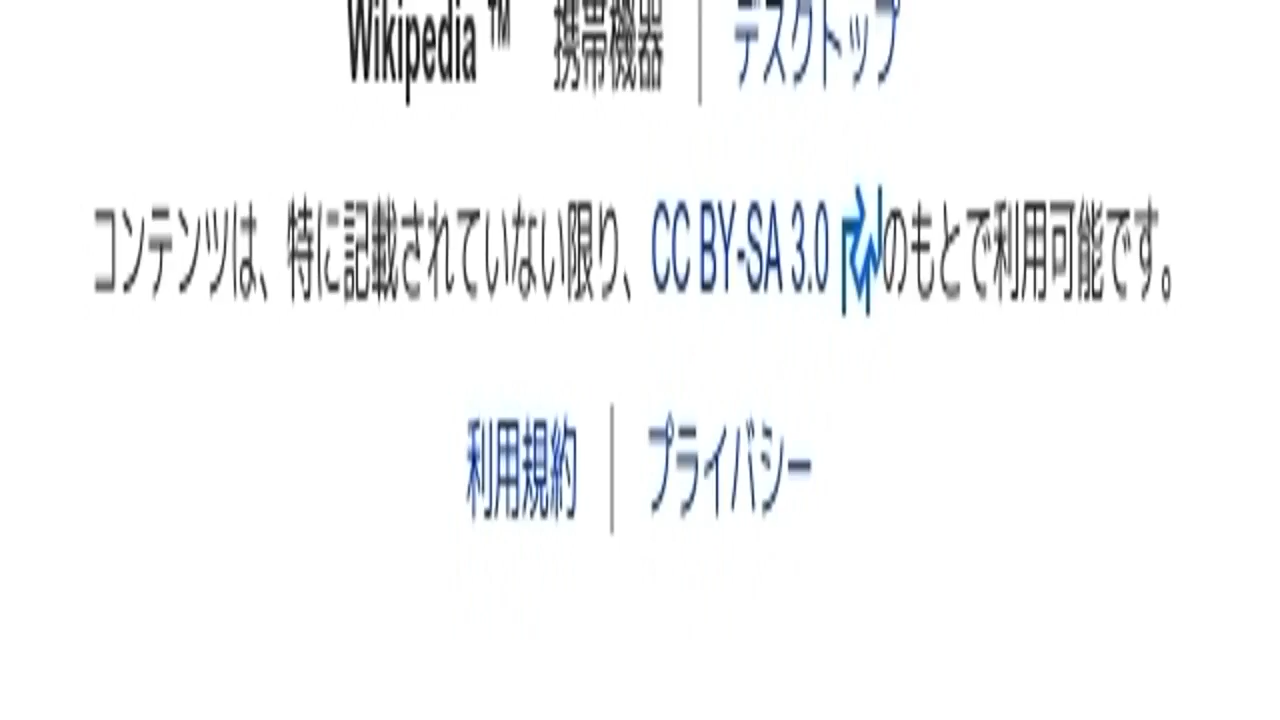 Wikipedia ™ 携帯機器 | デスクトップ
コンテンツは、特に記載されていない限り、CC BY-SA 3.0 のもとで利用可能です。
利用規約 | プライバシー